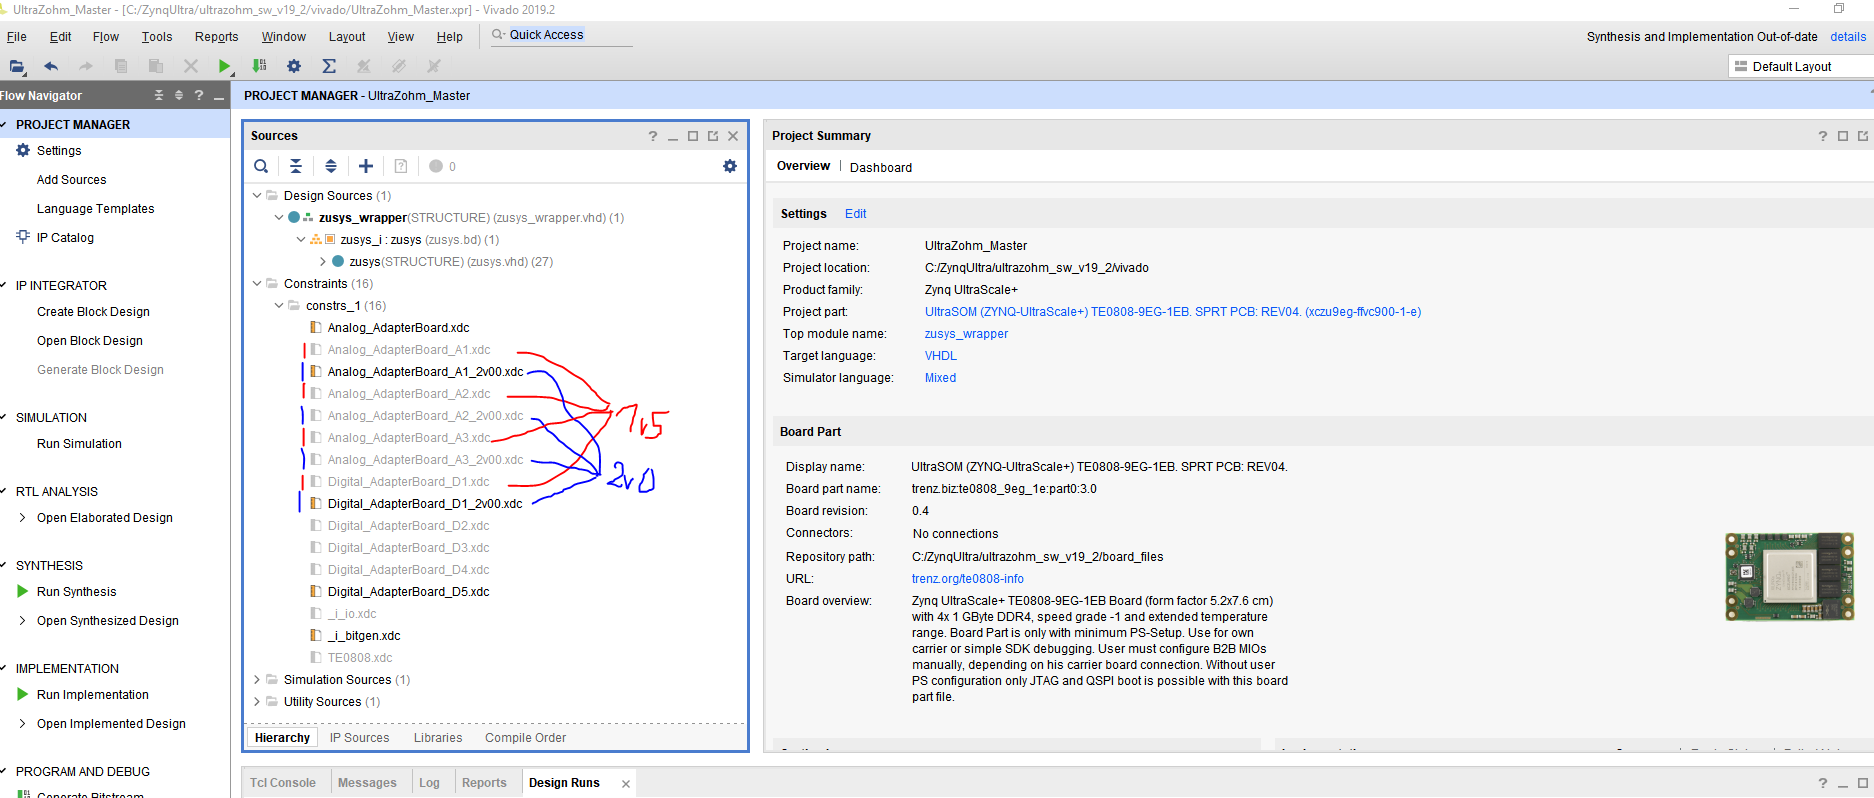 UltraZohm_Master - [C:/ZynqUltra/ultrazohm_sw_v19_2/vivado/UltraZohm_Master.xpr] - Vivado 2019.2
File Edit Flow Tools Reports Window Layout View Help Quick Access
Synthesis and Implementation Out-of-date details
Default Layout
Flow Navigator
PROJECT MANAGER
Settings
Add Sources
Language Templates
IP Catalog
IP INTEGRATOR
Create Block Design
Open Block Design
Generate Block Design
SIMULATION
Run Simulation
RTL ANALYSIS
Open Elaborated Design
SYNTHESIS
Run Synthesis
Open Synthesized Design
IMPLEMENTATION
Run Implementation
Open Implemented Design
PROGRAM AND DEBUG
Generate Bitstream
PROJECT MANAGER - UltraZohm_Master
Sources
0
Design Sources (1)
zusys_wrapper(STRUCTURE) (zusys_wrapper.vhd) (1)
zusys_i : zusys (zusys.bd) (1)
zusys(STRUCTURE) (zusys.vhd) (27)
Constraints (16)
constrs_1 (16)
Analog_AdapterBoard.xdc
Analog_AdapterBoard_A1.xdc
Analog_AdapterBoard_A1_2v00.xdc
Analog_AdapterBoard_A2.xdc
Analog_AdapterBoard_A2_2v00.xdc
Analog_AdapterBoard_A3.xdc
Analog_AdapterBoard_A3_2v00.xdc
Digital_AdapterBoard_D1.xdc
Digital_AdapterBoard_D1_2v00.xdc
Digital_AdapterBoard_D2.xdc
Digital_AdapterBoard_D3.xdc
Digital_AdapterBoard_D4.xdc
Digital_AdapterBoard_D5.xdc
_i_io.xdc
_i_bitgen.xdc
TE0808.xdc
Simulation Sources (1)
Utility Sources (1)
1v5
2v0
Hierarchy IP Sources Libraries Compile Order
Project Summary
Overview Dashboard
Settings Edit
Project name: UltraZohm_Master
Project location: C:/ZynqUltra/ultrazohm_sw_v19_2/vivado
Product family: Zynq UltraScale+
Project part: UltraSOM (ZYNQ-UltraScale+) TE0808-9EG-1EB. SPRT PCB: REV04. (xczu9eg-ffvc900-1-e)
Top module name: zusys_wrapper
Target language: VHDL
Simulator language: Mixed
Board Part
Display name: UltraSOM (ZYNQ-UltraScale+) TE0808-9EG-1EB. SPRT PCB: REV04.
Board part name: trenz.biz:te0808_9eg_1e:part0:3.0
Board revision: 0.4
Connectors: No connections
Repository path: C:/ZynqUltra/ultrazohm_sw_v19_2/board_files
URL: trenz.org/te0808-info
Board overview: Zynq UltraScale+ TE0808-9EG-1EB Board (form factor 5.2x7.6 cm)
with 4x 1 GByte DDR4, speed grade -1 and extended temperature
range. Board Part is only with minimum PS-Setup. Use for own
carrier or simple SDK debugging. User must configure B2B MIOs
manually, depending on his carrier board connection. Without user
PS configuration only JTAG and QSPI boot is possible with this board
part file.
Tcl Console Messages Log Reports Design Runs